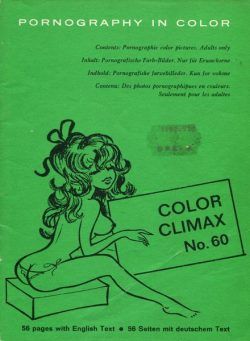 PORNOGRAPHY IN COLOR
Contents: Pornographic color pictures. Adults only
Inhalt: Pornografische Farb-Bilder. Nur für Erwachsene
Indhold: Pornografiske farvebilleder. Kun for voksne
Contenu: Des photos pornographiques en couleurs.
Seulement pour les adultes
COLOR
CLIMAX
No. 60
56 pages with English Text • 56 Seiten mit deutschem Text